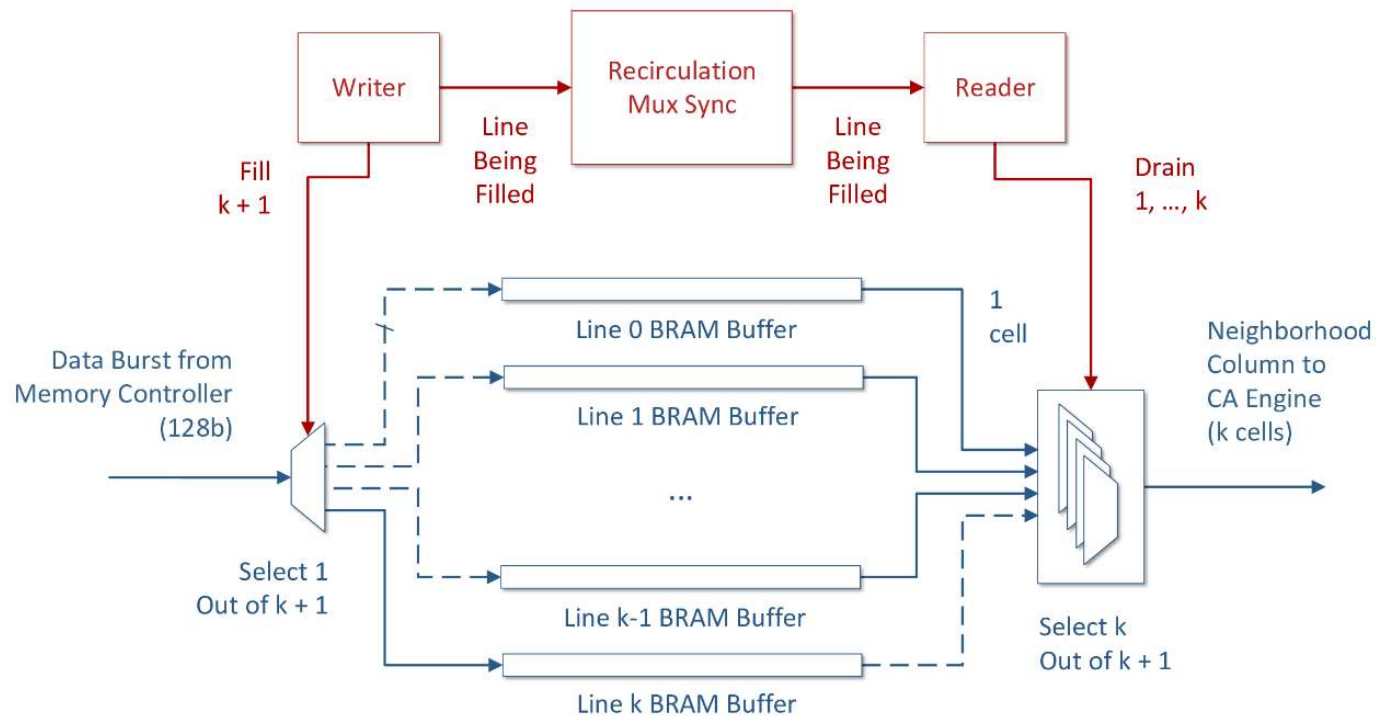 Writer
Recirculation
Mux Sync
Reader
Line
Being
Filled
Line
Being
Filled
Fill
k + 1
Drain
1, ..., k
Line 0 BRAM Buffer
1
cell
Data Burst from
Memory Controller
(128b)
Neighborhood
Column to
CA Engine
(k cells)
Line 1 BRAM Buffer
...
Select 1
Out of k + 1
Line k-1 BRAM Buffer
Select k
Out of k + 1
Line k BRAM Buffer